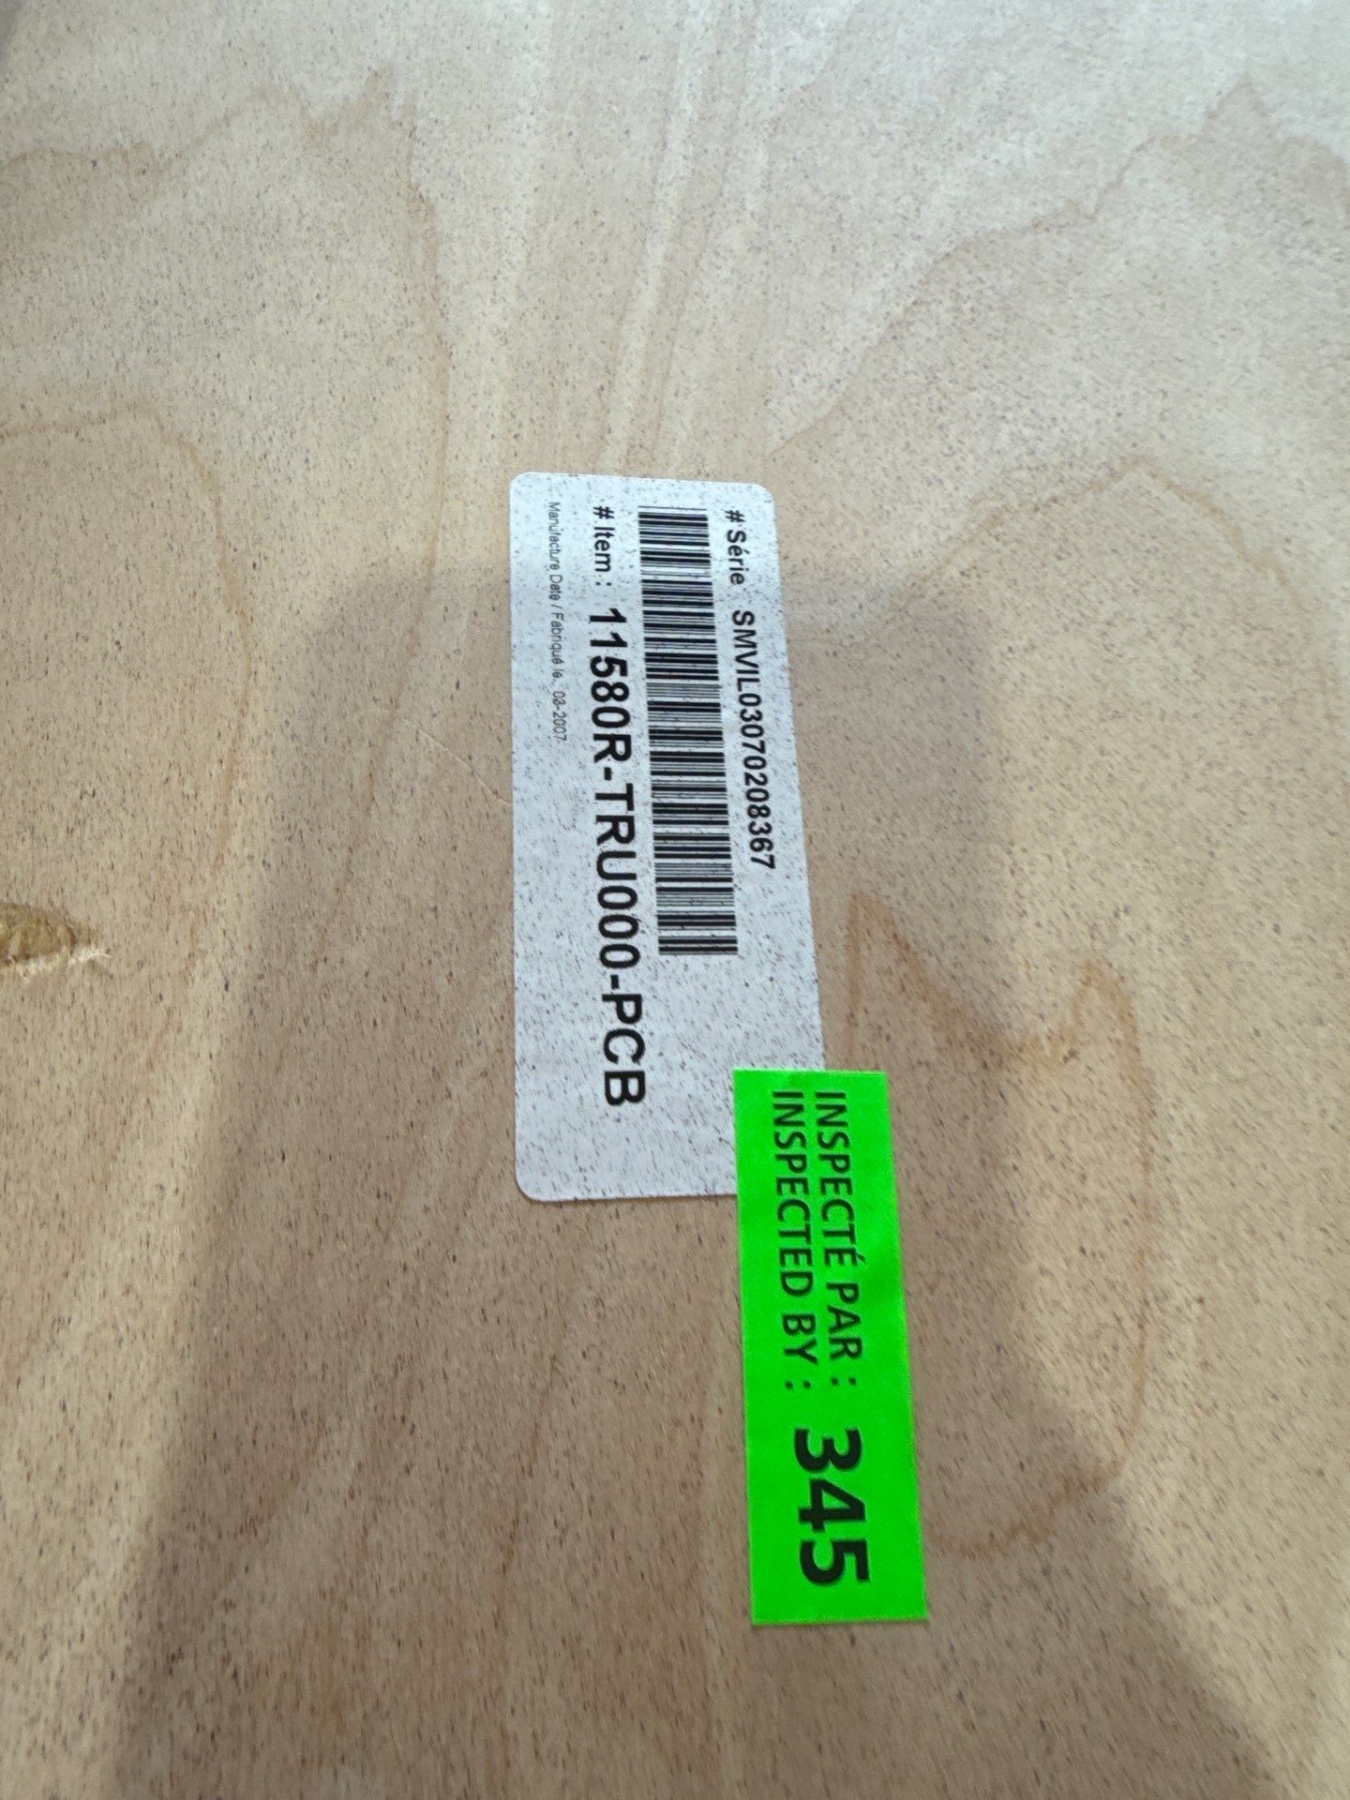 # Série SMVIL03070208367
# Item : 11580R-TRU000-PCB
Manufacture Date / Fabriqué le. 03-2007
INSPECTÉ PAR :
INSPECTED BY : 345